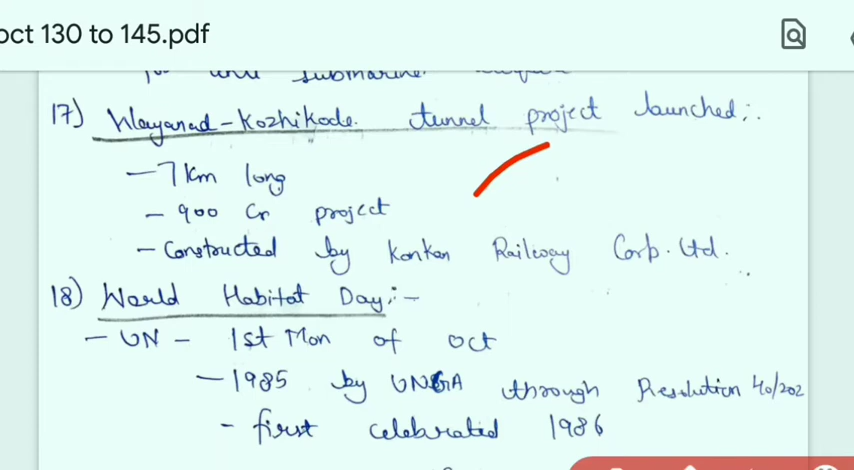 oct 130 to 145.pdf
submarine
17) Wayanad-Kozhikode. tunnel project launched:.
- 7 Km long
- 900 Cr project
- Constructed by Konkan Railway Corp. Ltd.
18) World Habitat Day:-
- UN - 1st Mon of oct
- 1985 by UNGA through Resolution 40/202
- first celebrated 1986